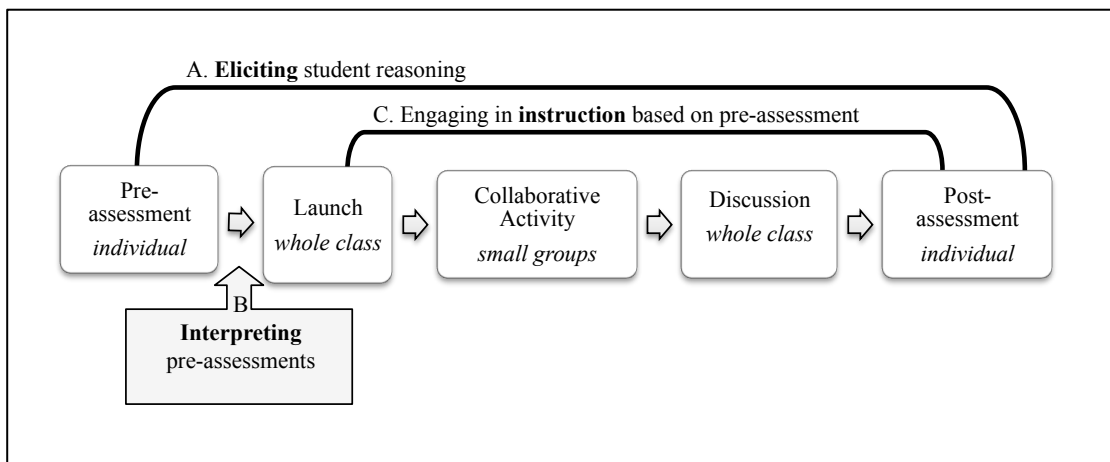 A. Eliciting student reasoning
C. Engaging in instruction based on pre-assessment
Pre-
assessment
individual
Launch
whole class
Collaborative
Activity
small groups
Discussion
whole class
Post-
assessment
individual
B
Interpreting
pre-assessments